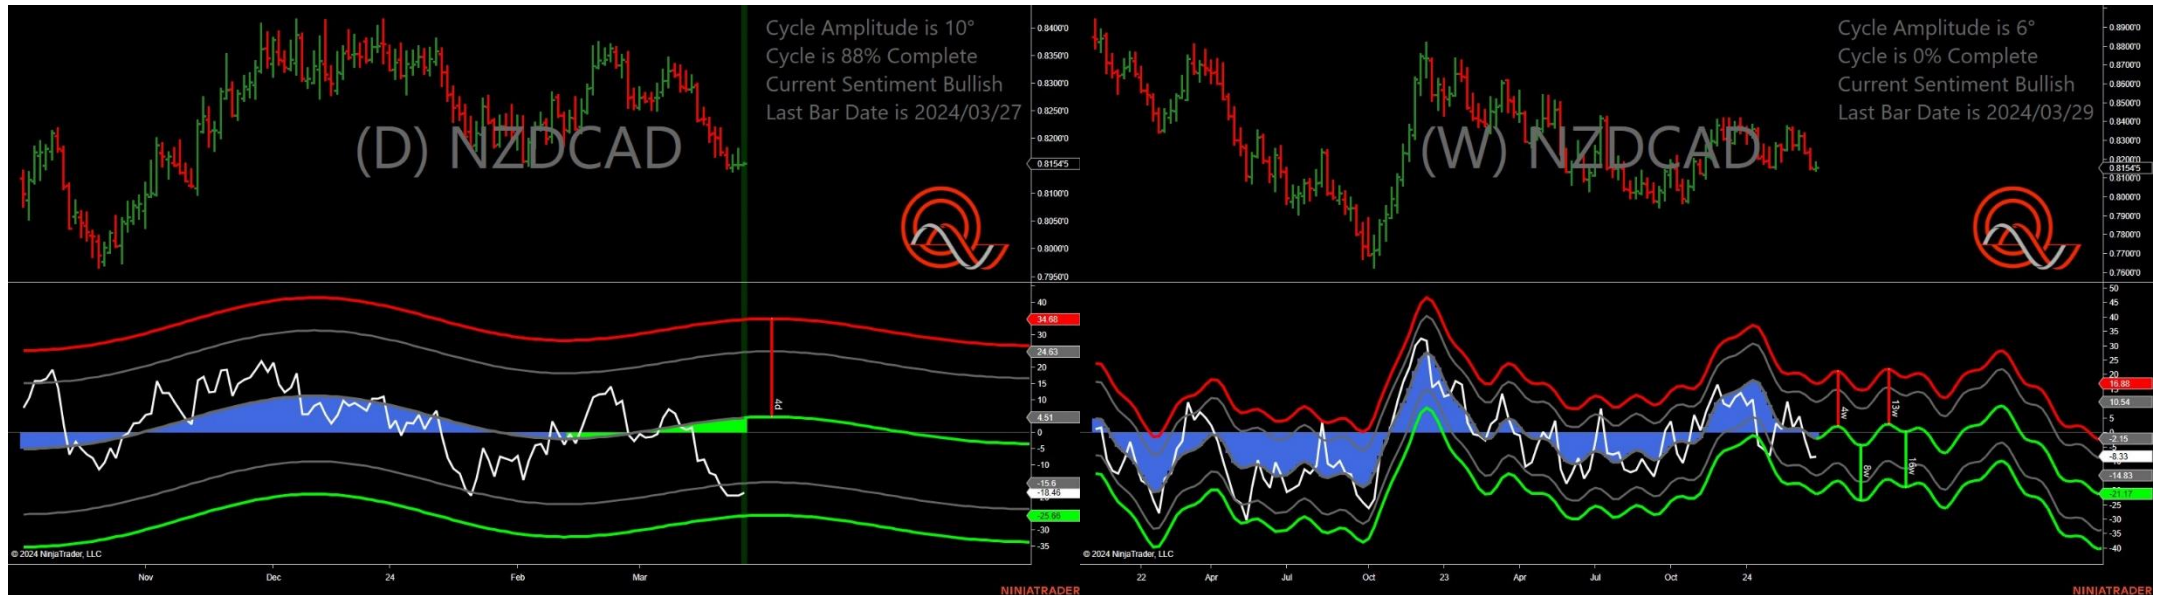 Cycle Amplitude is 10°
Cycle is 88% Complete
Current Sentiment Bullish
Last Bar Date is 2024/03/27
(D) NZDCAD
0.8400'0
0.8350'0
0.8300'0
0.8250'0
0.8200'0
0.8154'5
0.8100'0
0.8050'0
0.8000'0
0.7950'0
40
34.68
30
24.63
20
15
10
4.51
0
-5
-10
-15.6
-18.46
-25.66
-30
-35
4d
© 2024 NinjaTrader, LLC
Nov
Dec
24
Feb
Mar
NINJATRADER
Cycle Amplitude is 6°
Cycle is 0% Complete
Current Sentiment Bullish
Last Bar Date is 2024/03/29
(W) NZDCAD
0.8900'0
0.8800'0
0.8700'0
0.8600'0
0.8500'0
0.8400'0
0.8300'0
0.8200'0
0.8154'5
0.8100'0
0.8000'0
0.7900'0
0.7800'0
0.7700'0
0.7600'0
50
45
40
35
30
25
20
16.88
10.54
5
0
-2.15
-8.33
-14.83
-21.17
-25
-30
-35
-40
4w
13w
8w
16w
© 2024 NinjaTrader, LLC
22
Apr
Jul
Oct
23
Apr
Jul
Oct
24
NINJATRADER